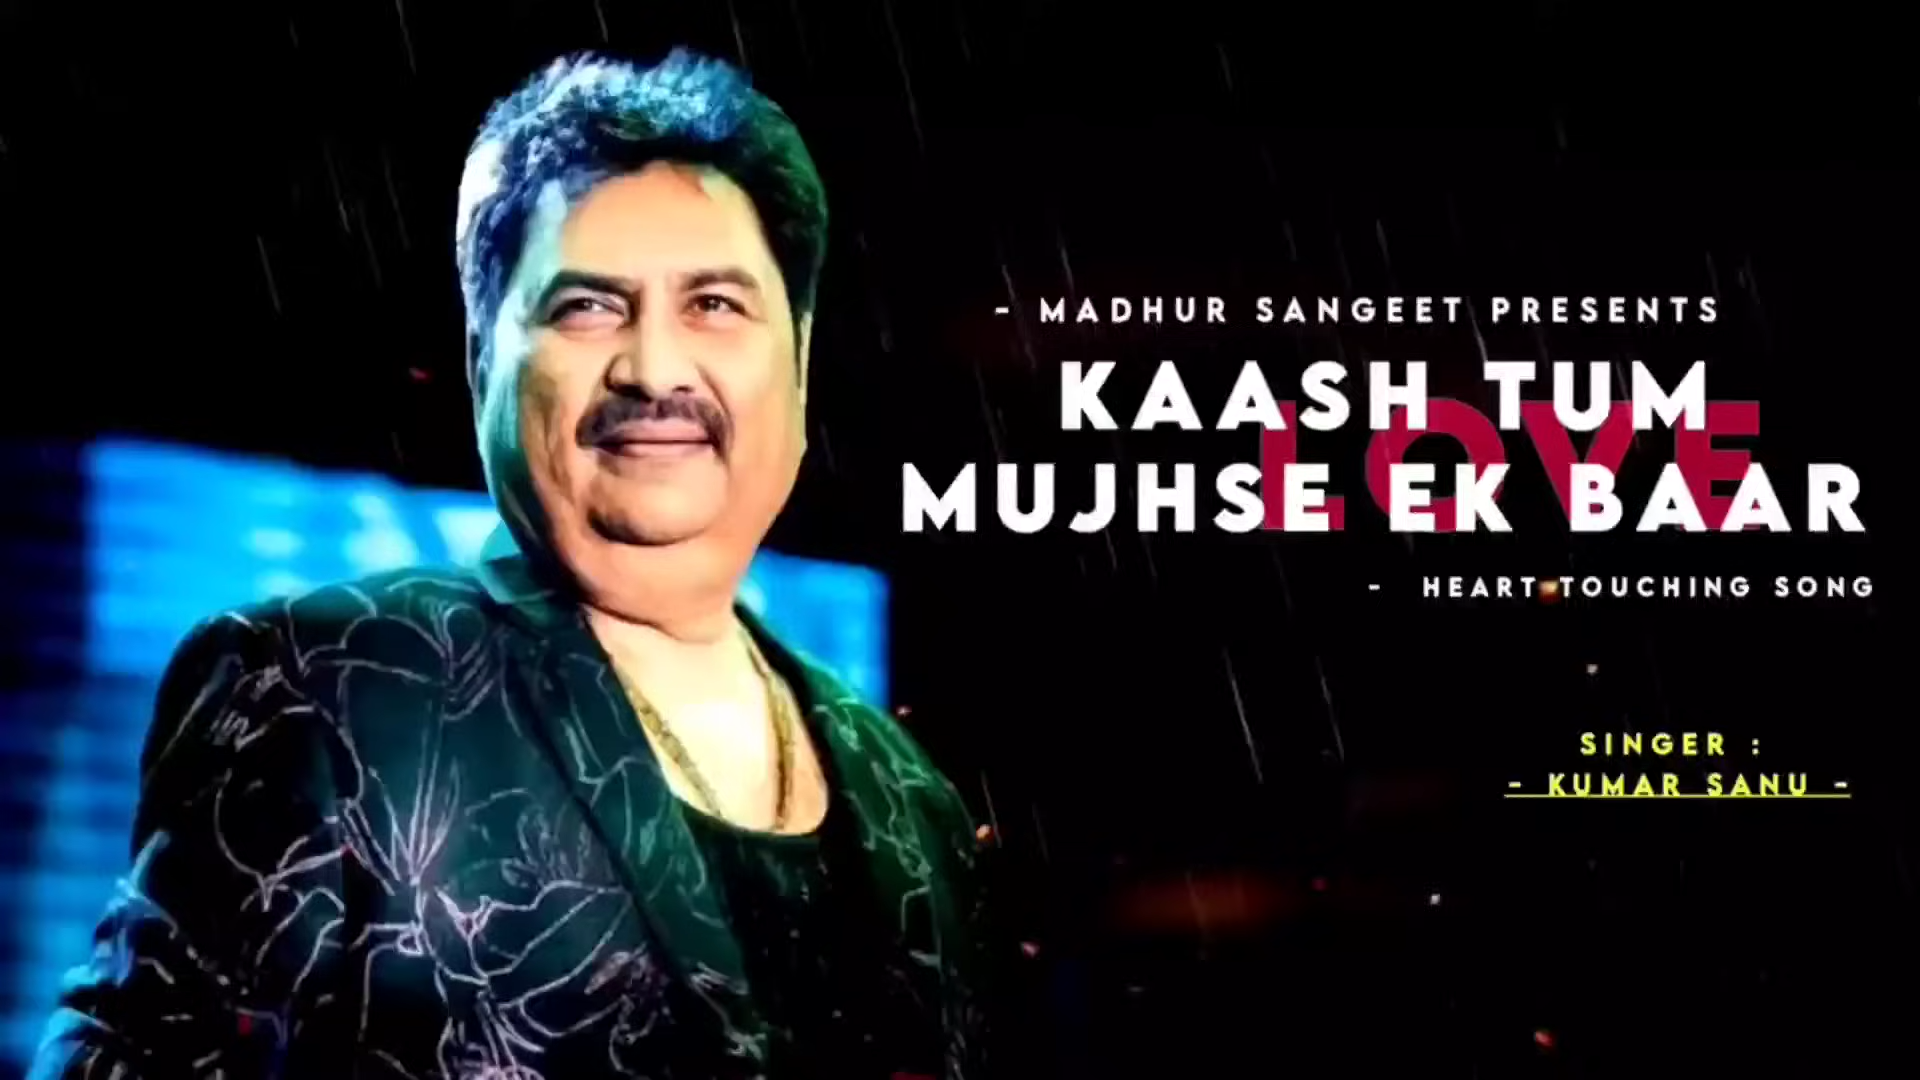 - MADHUR SANGEET PRESENTS
KAASH TUM
LOVE
MUJHSE EK BAAR
- HEART TOUCHING SONG
SINGER :
- KUMAR SANU -